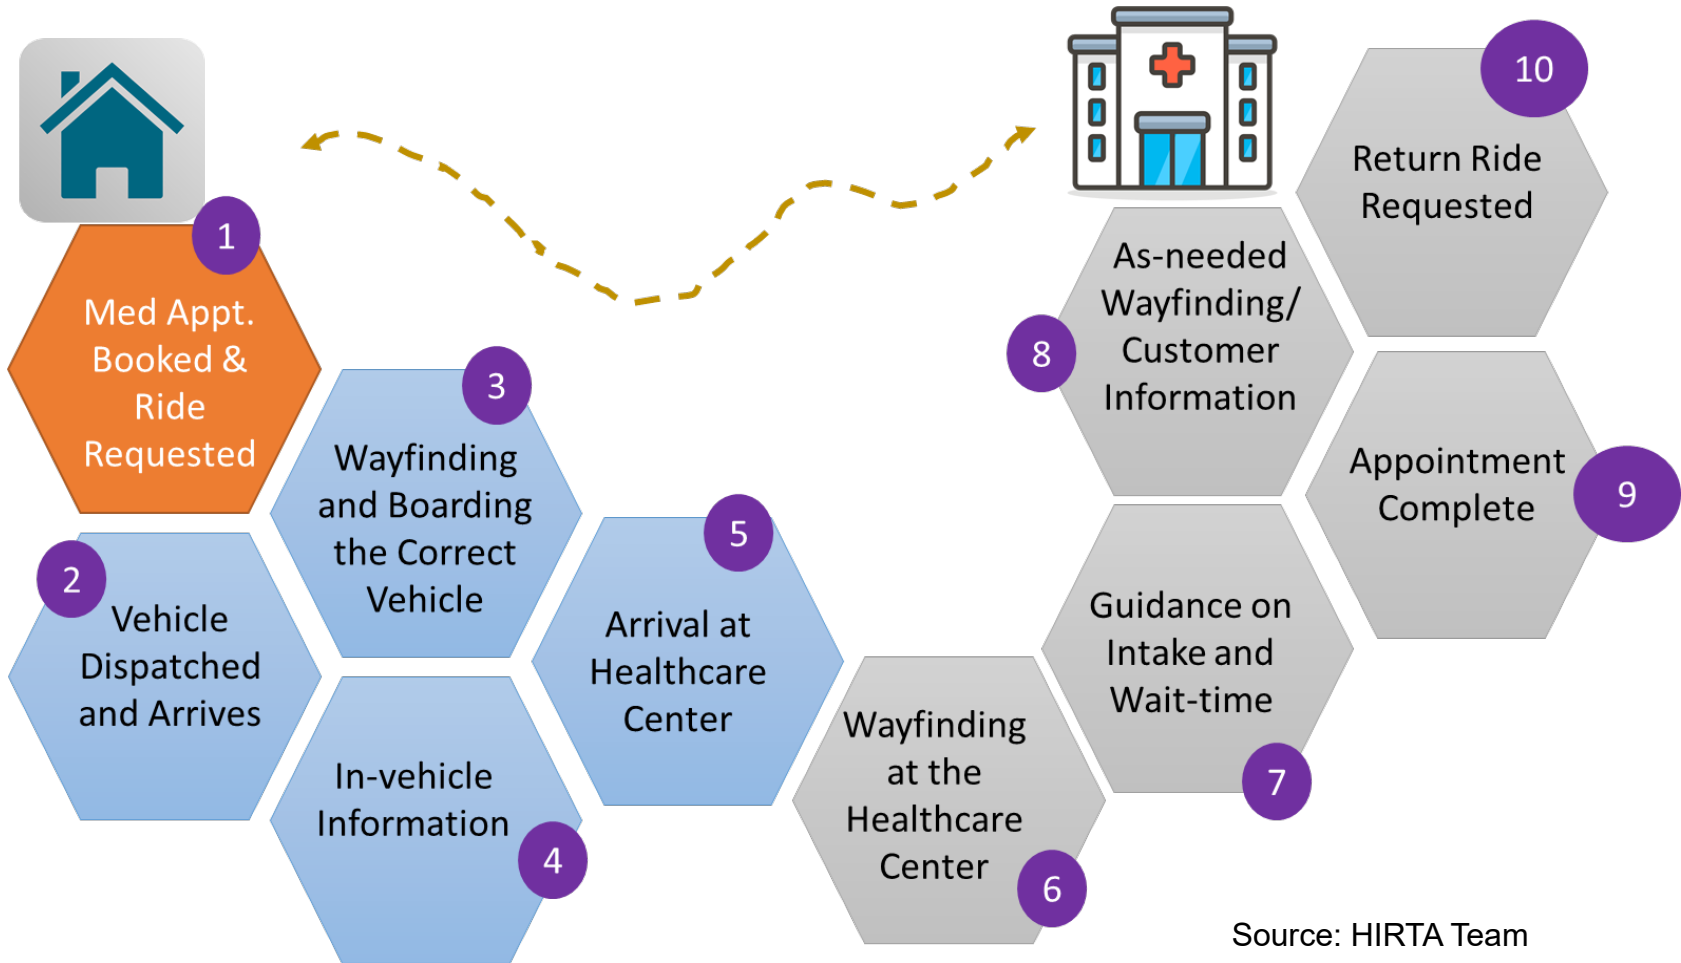 1
Med Appt.
Booked &
Ride
Requested
2
Vehicle
Dispatched
and Arrives
3
Wayfinding
and Boarding
the Correct
Vehicle
4
In-vehicle
Information
5
Arrival at
Healthcare
Center
6
Wayfinding
at the
Healthcare
Center
7
Guidance on
Intake and
Wait-time
8
As-needed
Wayfinding/
Customer
Information
9
Appointment
Complete
10
Return Ride
Requested
Source: HIRTA Team